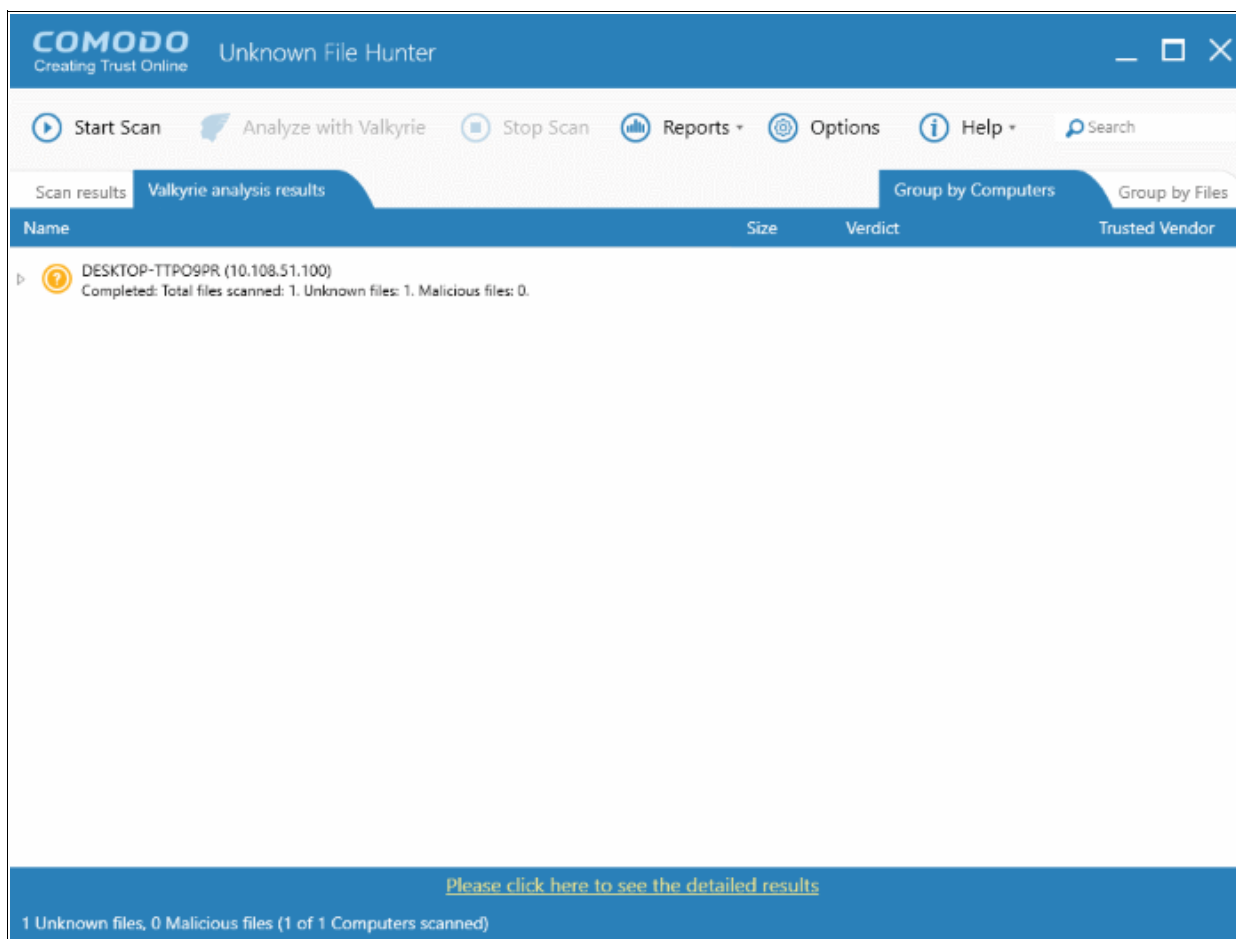 COMODO
Creating Trust Online
Unknown File Hunter
Start Scan
Analyze with Valkyrie
Stop Scan
Reports
Options
Help
Search
Scan results
Valkyrie analysis results
Group by Computers
Group by Files
Name
Size
Verdict
Trusted Vendor
DESKTOP-TTPO9PR (10.108.51.100)
Completed: Total files scanned: 1. Unknown files: 1. Malicious files: 0.
Please click here to see the detailed results
1 Unknown files, 0 Malicious files (1 of 1 Computers scanned)